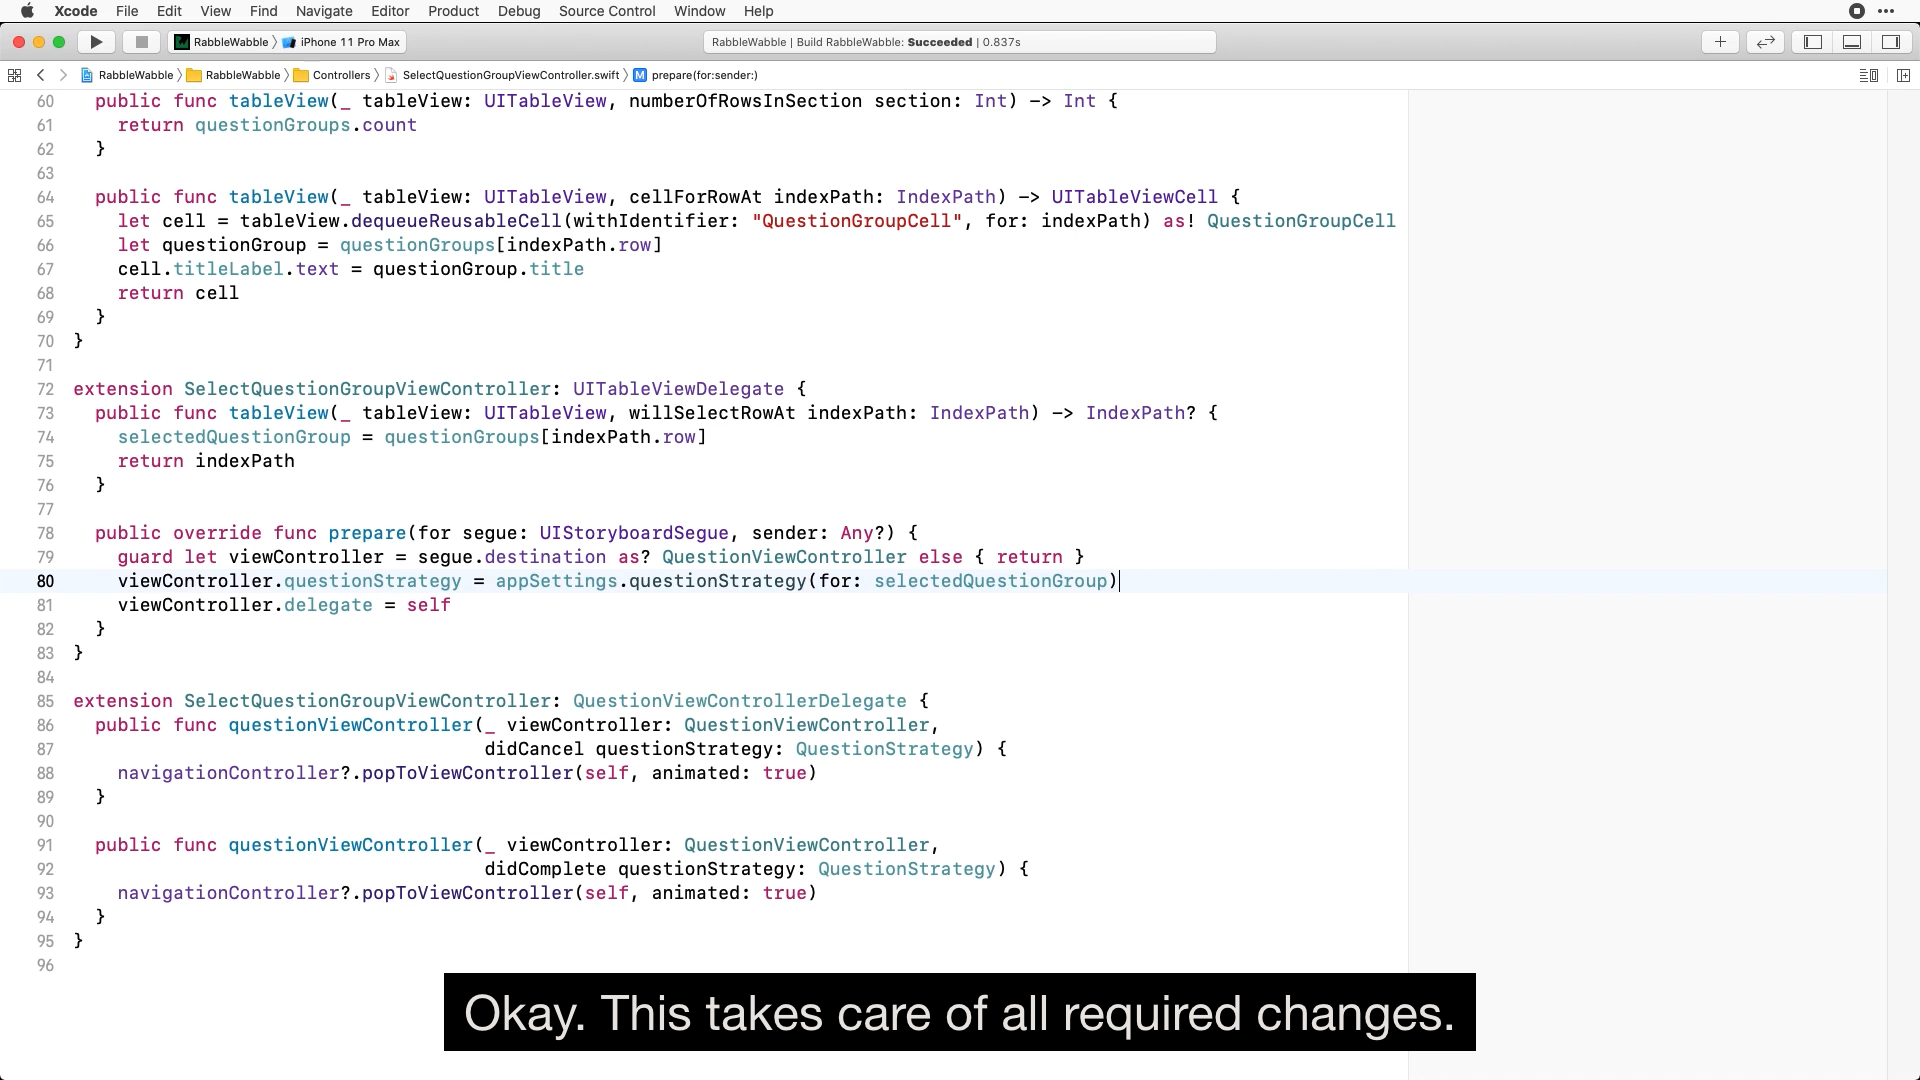 Xcode File Edit View Find Navigate Editor Product Debug Source Control Window Help
RabbleWabble iPhone 11 Pro Max RabbleWabble | Build RabbleWabble: Succeeded | 0.837s
RabbleWabble RabbleWabble Controllers SelectQuestionGroupViewController.swift M prepare(for:sender:)
60 public func tableView(_ tableView: UITableView, numberOfRowsInSection section: Int) -> Int {
61 return questionGroups.count
62 }
63
64 public func tableView(_ tableView: UITableView, cellForRowAt indexPath: IndexPath) -> UITableViewCell {
65 let cell = tableView.dequeueReusableCell(withIdentifier: "QuestionGroupCell", for: indexPath) as! QuestionGroupCell
66 let questionGroup = questionGroups[indexPath.row]
67 cell.titleLabel.text = questionGroup.title
68 return cell
69 }
70 }
71
72 extension SelectQuestionGroupViewController: UITableViewDelegate {
73 public func tableView(_ tableView: UITableView, willSelectRowAt indexPath: IndexPath) -> IndexPath? {
74 selectedQuestionGroup = questionGroups[indexPath.row]
75 return indexPath
76 }
77
78 public override func prepare(for segue: UIStoryboardSegue, sender: Any?) {
79 guard let viewController = segue.destination as? QuestionViewController else { return }
80 viewController.questionStrategy = appSettings.questionStrategy(for: selectedQuestionGroup)
81 viewController.delegate = self
82 }
83 }
84
85 extension SelectQuestionGroupViewController: QuestionViewControllerDelegate {
86 public func questionViewController(_ viewController: QuestionViewController,
87 didCancel questionStrategy: QuestionStrategy) {
88 navigationController?.popToViewController(self, animated: true)
89 }
90
91 public func questionViewController(_ viewController: QuestionViewController,
92 didComplete questionStrategy: QuestionStrategy) {
93 navigationController?.popToViewController(self, animated: true)
94 }
95 }
96
Okay. This takes care of all required changes.